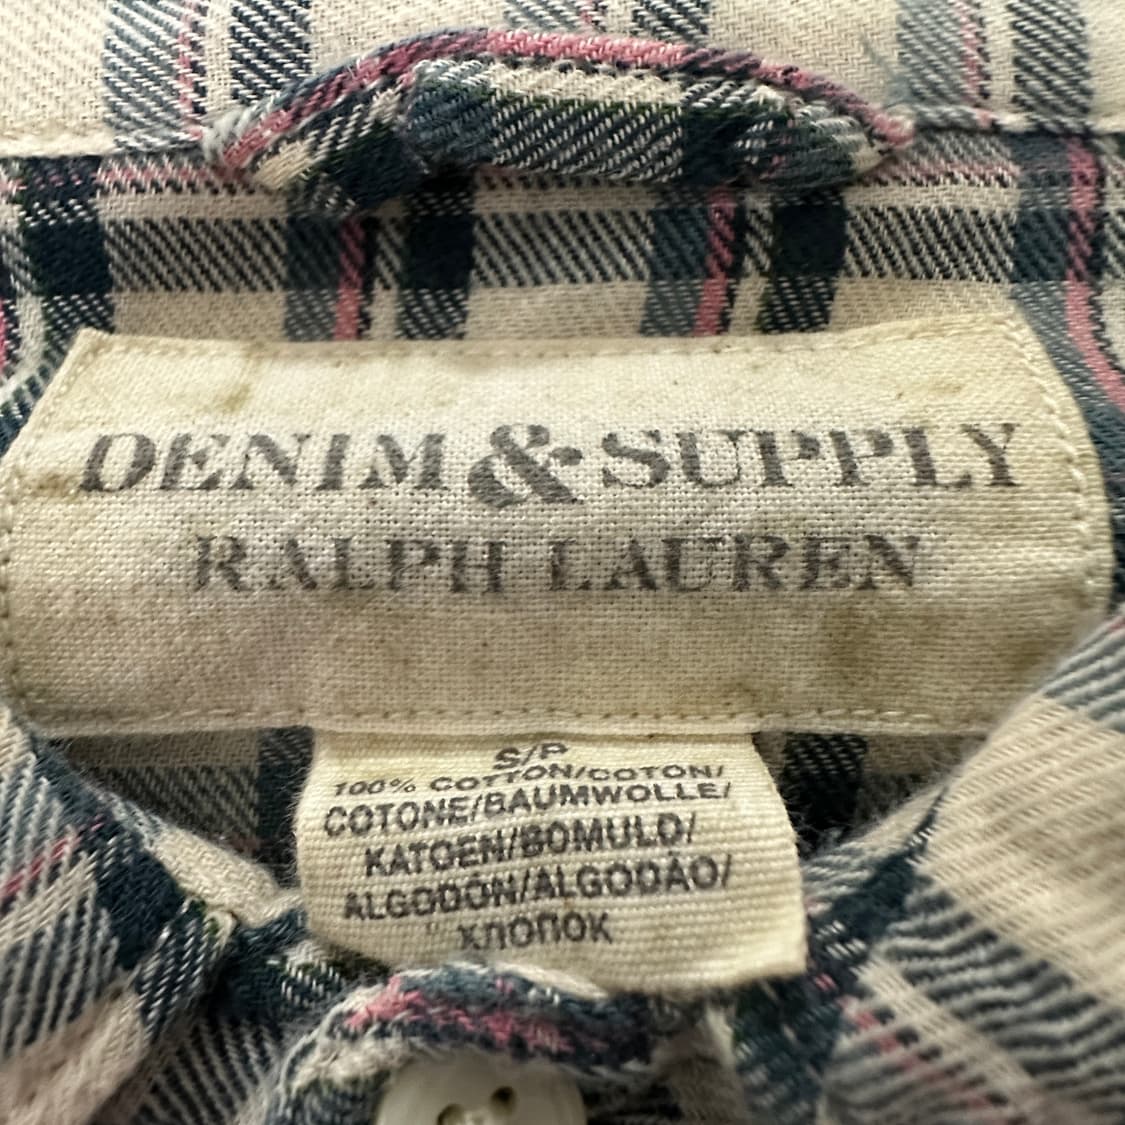 DENIM & SUPPLY
RALPH LAUREN
S/P
100% COTTON/COTON/
COTONE/BAUMWOLLE/
KATOEN/BOMULD/
ALGODÓN/ALGODÃO/
ХЛОПОК